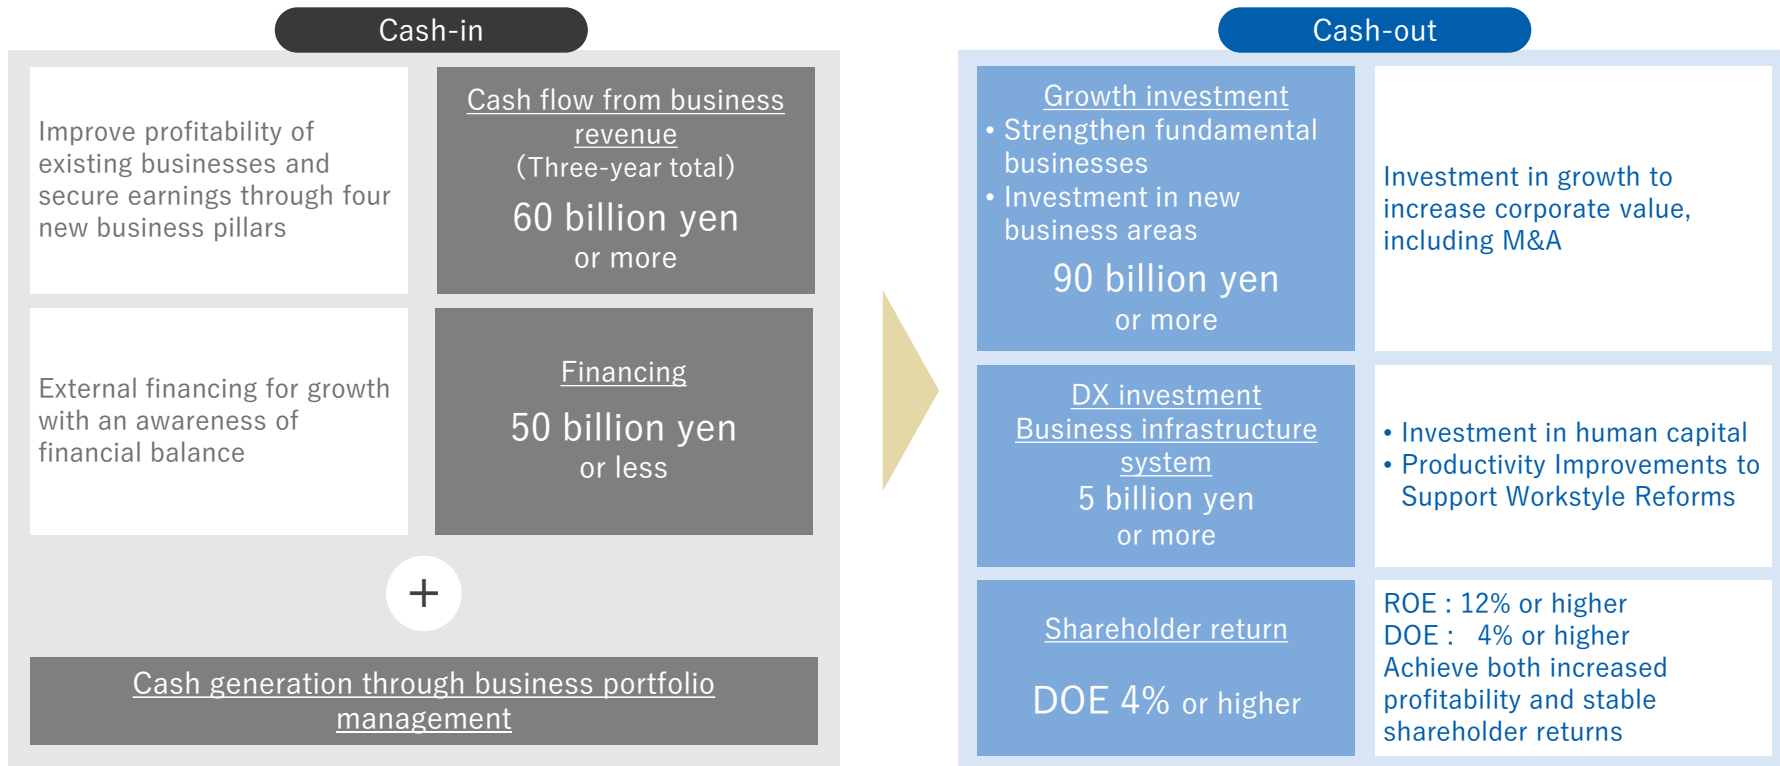 Cash-in
Improve profitability of
existing businesses and
secure earnings through four
new business pillars
Cash flow from business
revenue
(Three-year total)
60 billion yen
or more
External financing for growth
with an awareness of
financial balance
Financing
50 billion yen
or less
+
Cash generation through business portfolio
management
Cash-out
Growth investment
• Strengthen fundamental
businesses
• Investment in new
business areas
90 billion yen
or more
Investment in growth to
increase corporate value,
including M&A
DX investment
Business infrastructure
system
5 billion yen
or more
• Investment in human capital
• Productivity Improvements to
Support Workstyle Reforms
Shareholder return
DOE 4% or higher
ROE : 12% or higher
DOE : 4% or higher
Achieve both increased
profitability and stable
shareholder returns